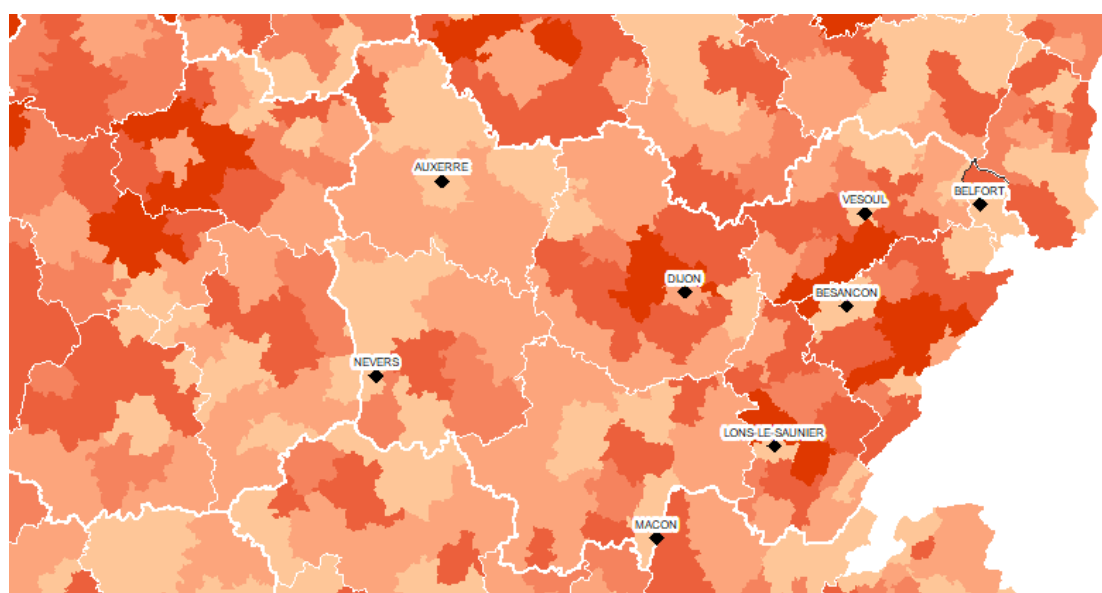 AUXERRE
BELFORT
VESOUL
DIJON
BESANCON
NEVERS
LONS-LE-SAUNIER
MACON